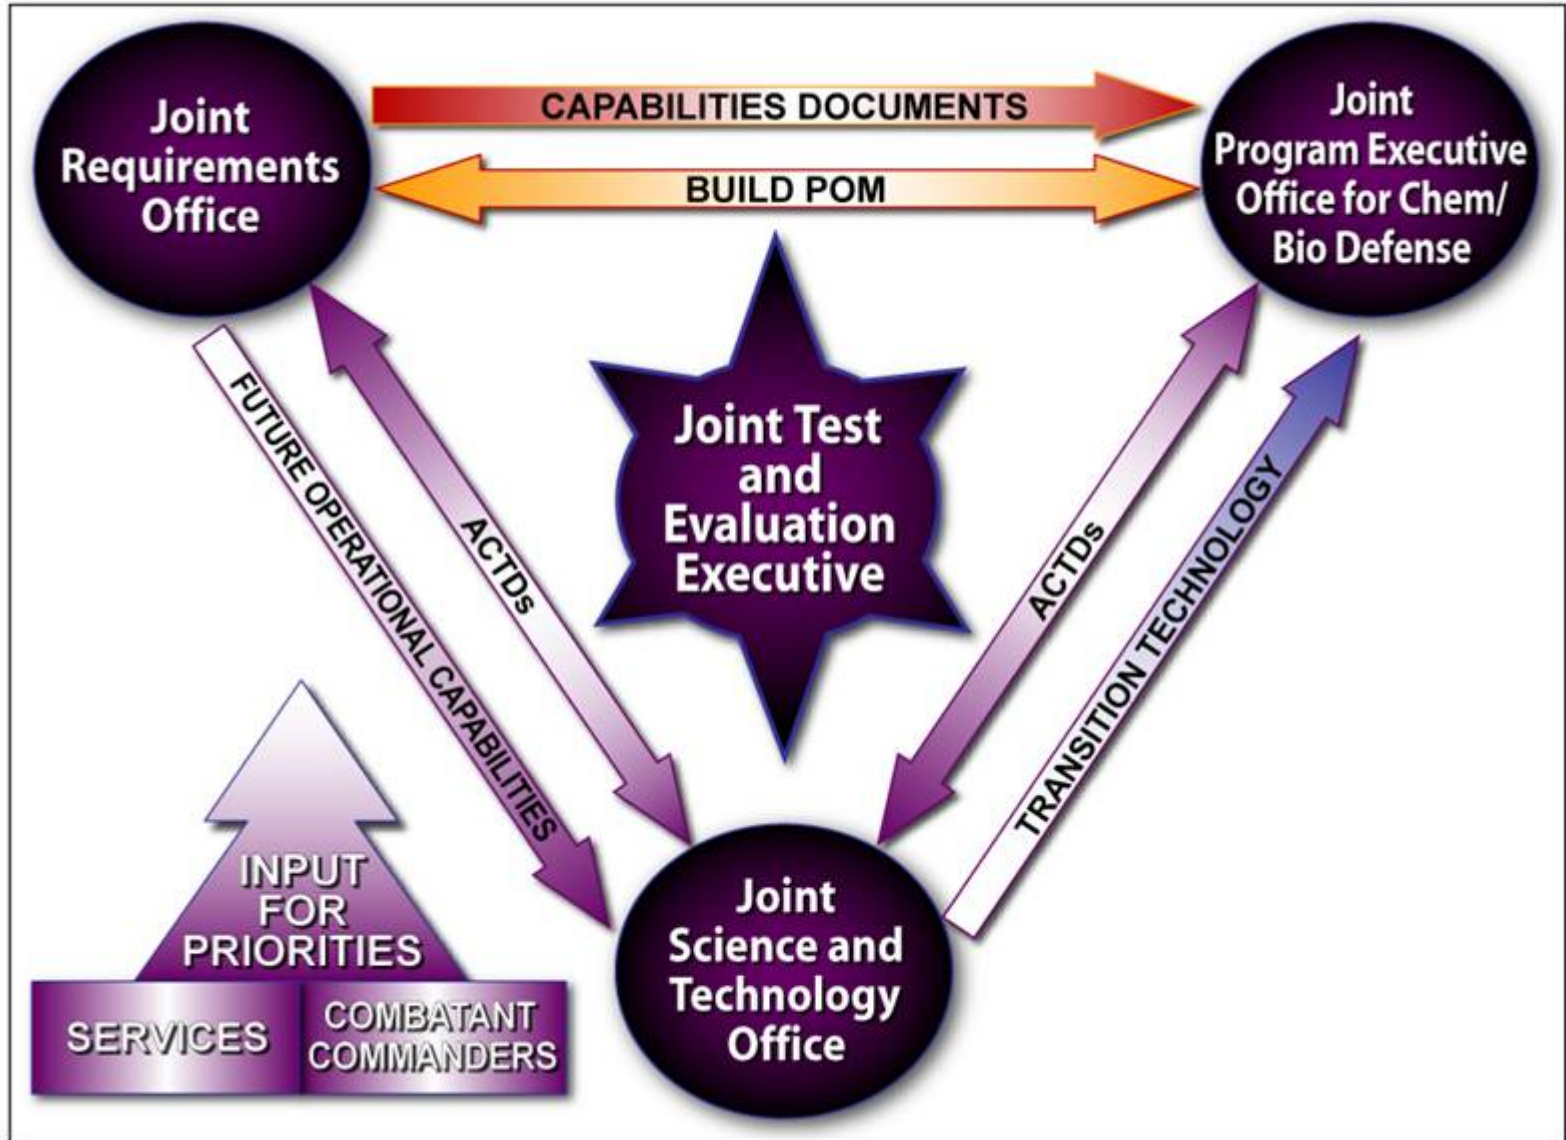 Joint
Requirements
Office
CAPABILITIES DOCUMENTS
BUILD POM
Joint
Program Executive
Office for Chem/
Bio Defense
FUTURE OPERATIONAL CAPABILITIES
ACTDs
Joint Test
and
Evaluation
Executive
ACTDs
TRANSITION TECHNOLOGY
INPUT
FOR
PRIORITIES
SERVICES
COMBATANT
COMMANDERS
Joint
Science and
Technology
Office